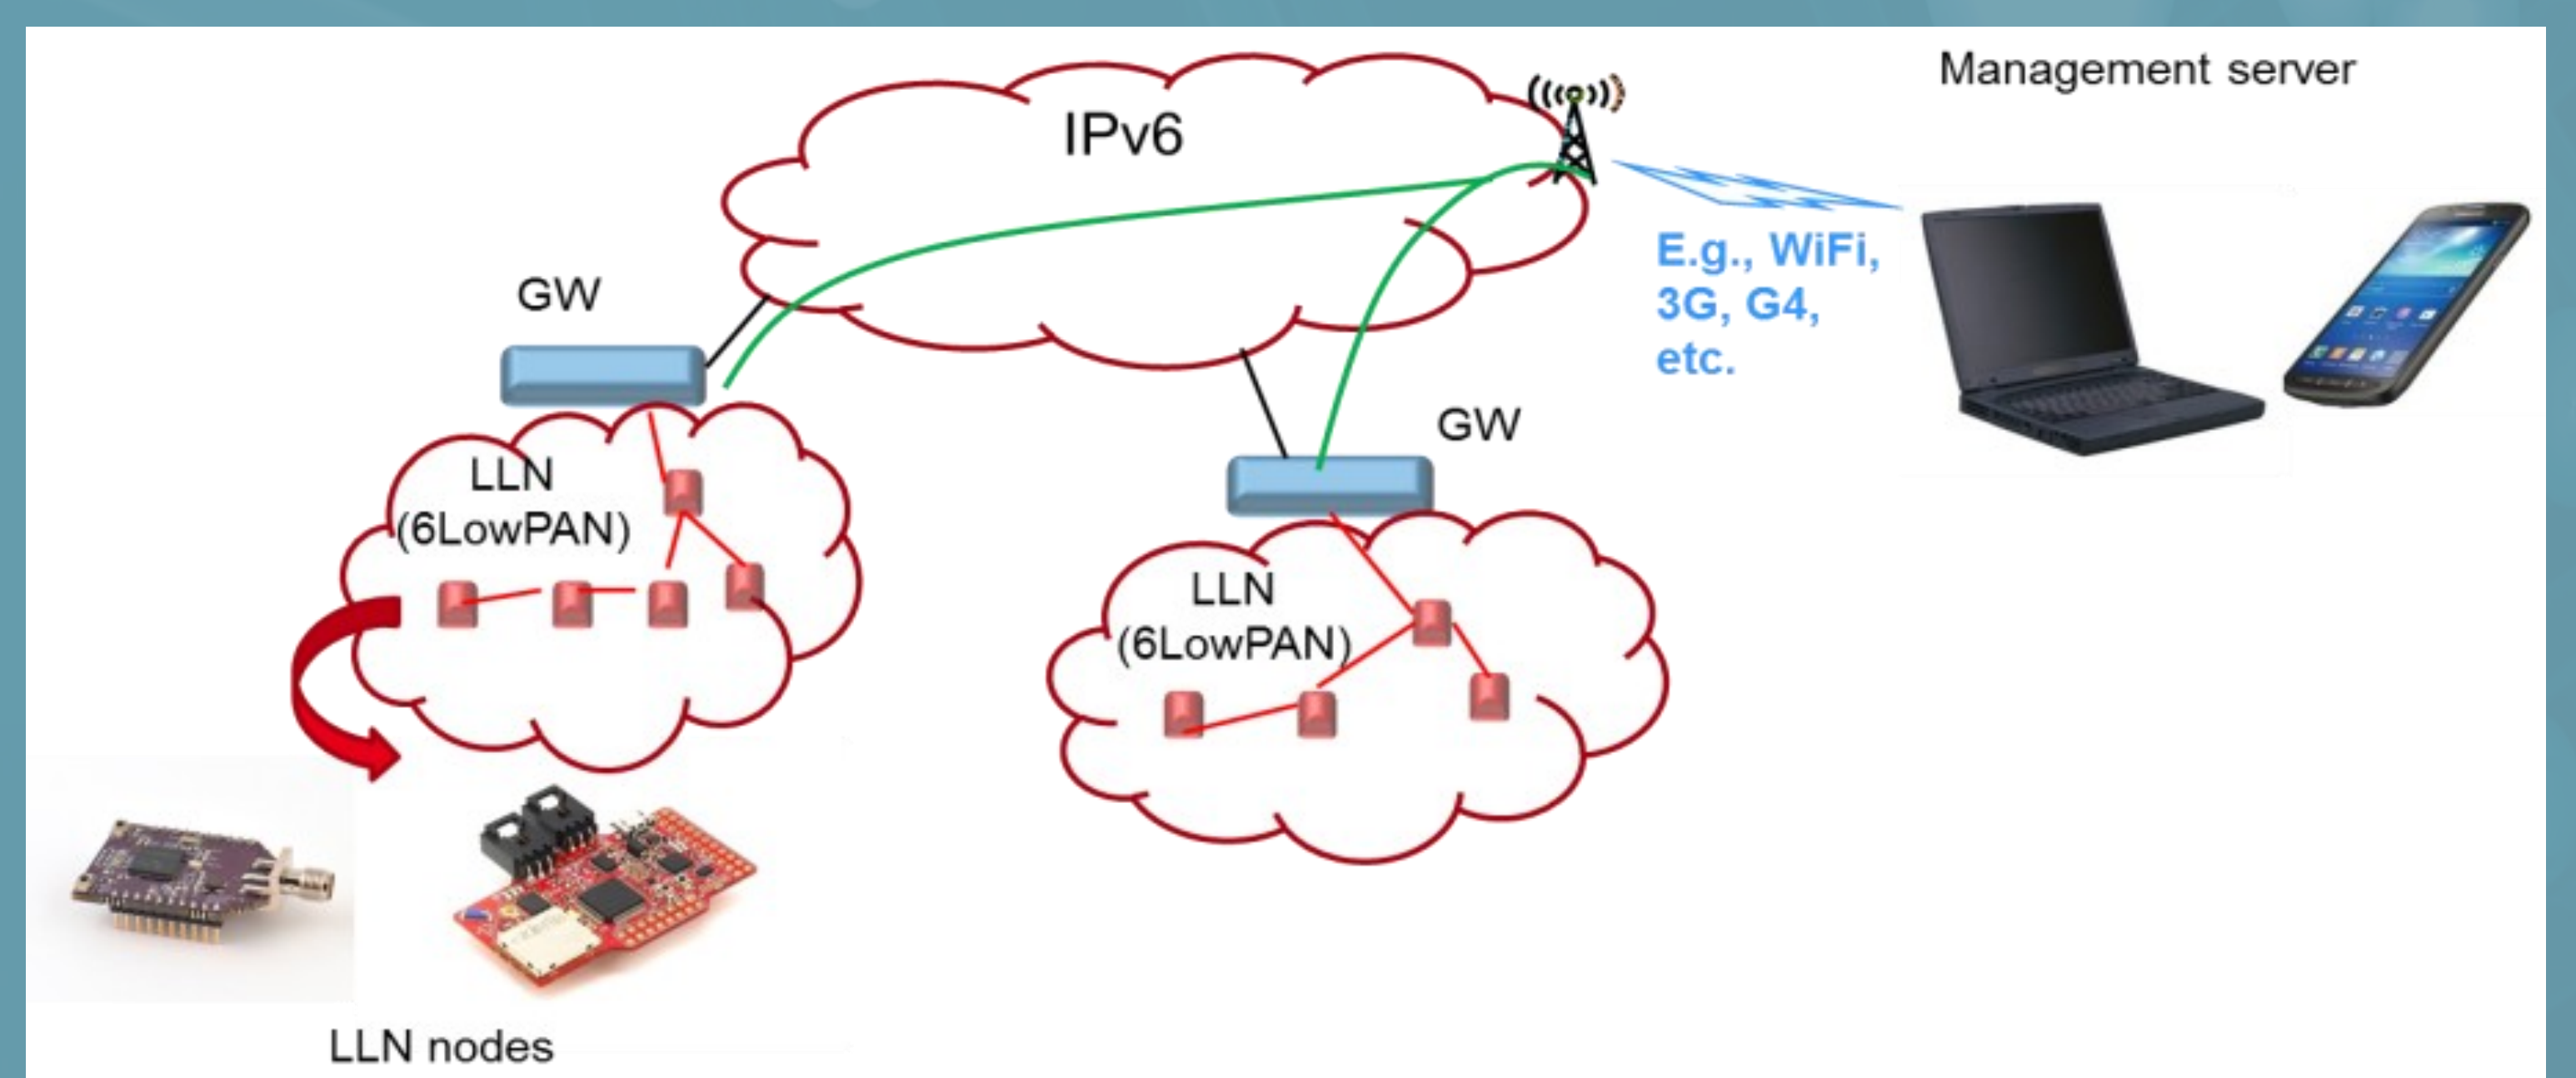 Management server
IPv6
E.g., WiFi,
3G, G4,
etc.
GW
GW
LLN
(6LowPAN)
LLN
(6LowPAN)
LLN nodes